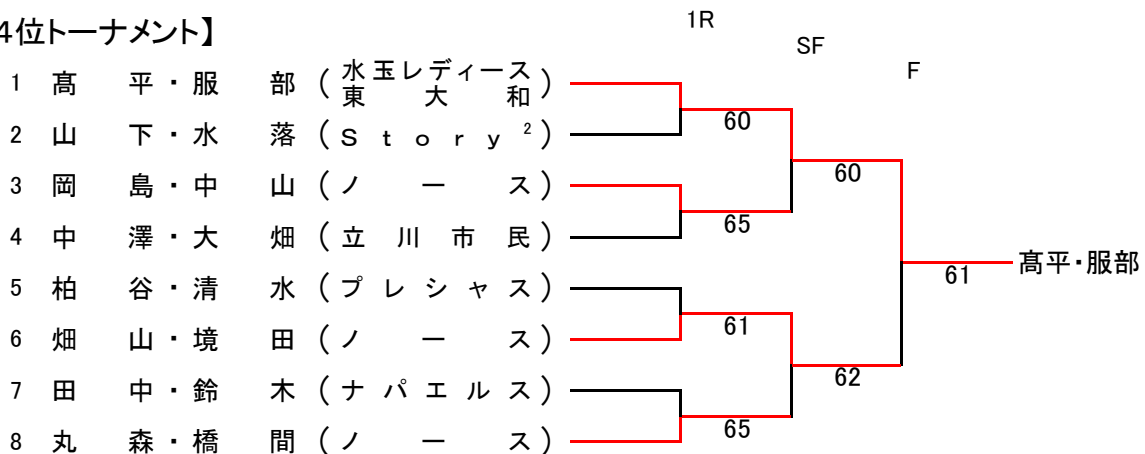 4位トーナメント】
1R
SF
F
1 髙 平・服 部 (水玉レディース 東大和)
2 山 下・水 落 (Story²)
3 岡 島・中 山 (ノース)
4 中 澤・大 畑 (立川市民)
5 柏 谷・清 水 (プレシャス)
6 畑 山・境 田 (ノース)
7 田 中・鈴 木 (ナパエルス)
8 丸 森・橋 間 (ノース)
60
65
61
65
60
62
61
髙平・服部